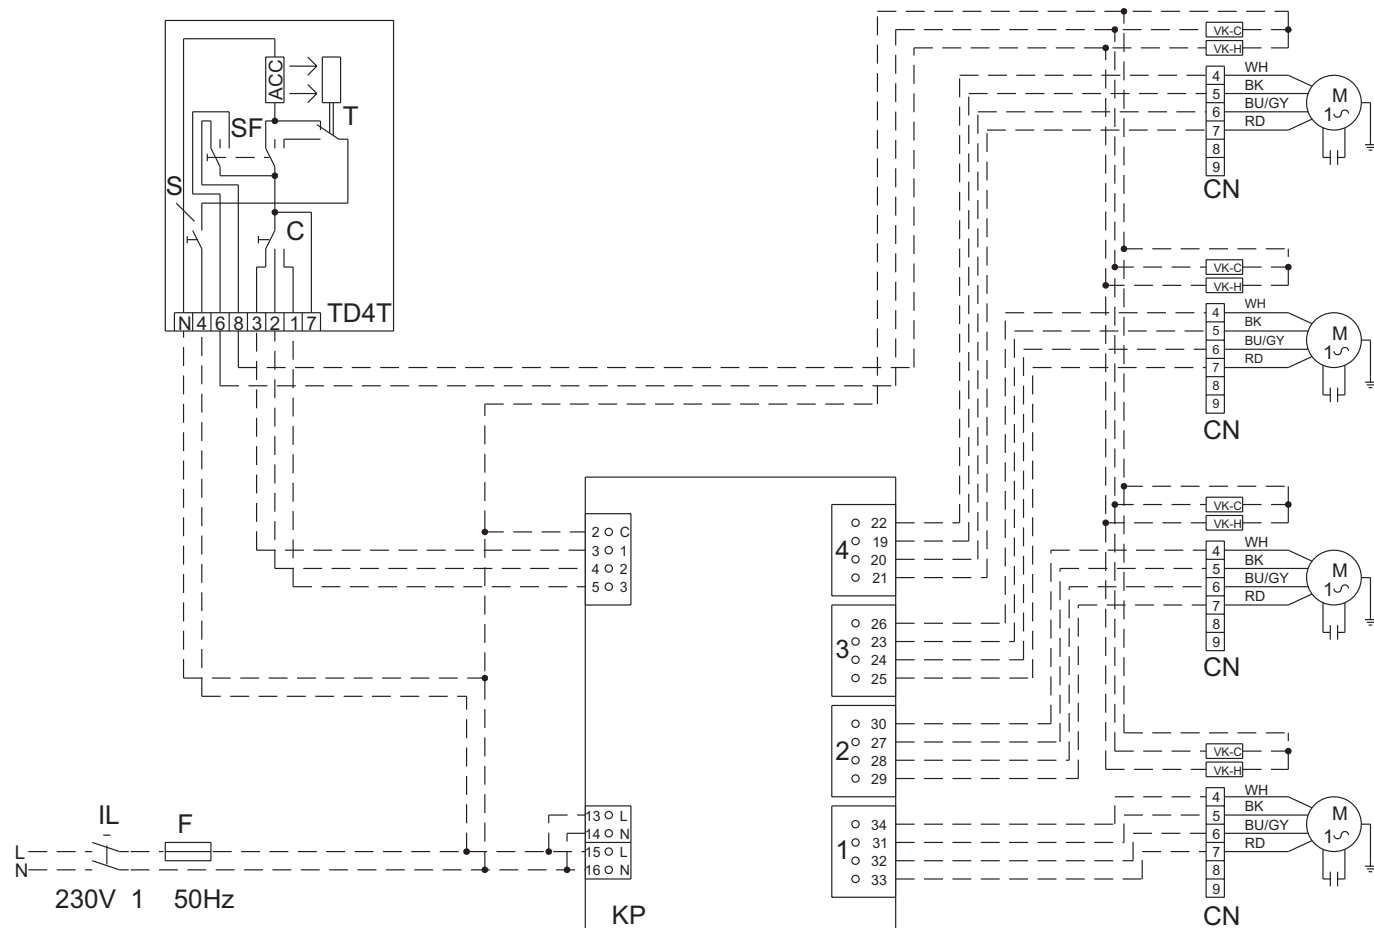 ACC
T
SF
S
C
TD4T
N 4 6 8 3 2 1 7
VK-C
VK-H
4 WH
5 BK
6 BU/GY
7 RD
8
9
CN
M
1
VK-C
VK-H
4 WH
5 BK
6 BU/GY
7 RD
8
9
CN
M
1
VK-C
VK-H
4 WH
5 BK
6 BU/GY
7 RD
8
9
CN
M
1
VK-C
VK-H
4 WH
5 BK
6 BU/GY
7 RD
8
9
CN
M
1
2 C
3 1
4 2
5 3
4
22
19
20
21
3
26
23
24
25
2
30
27
28
29
1
34
31
32
33
13 L
14 N
15 L
16 N
KP
IL
F
L
N
230V 1 50Hz